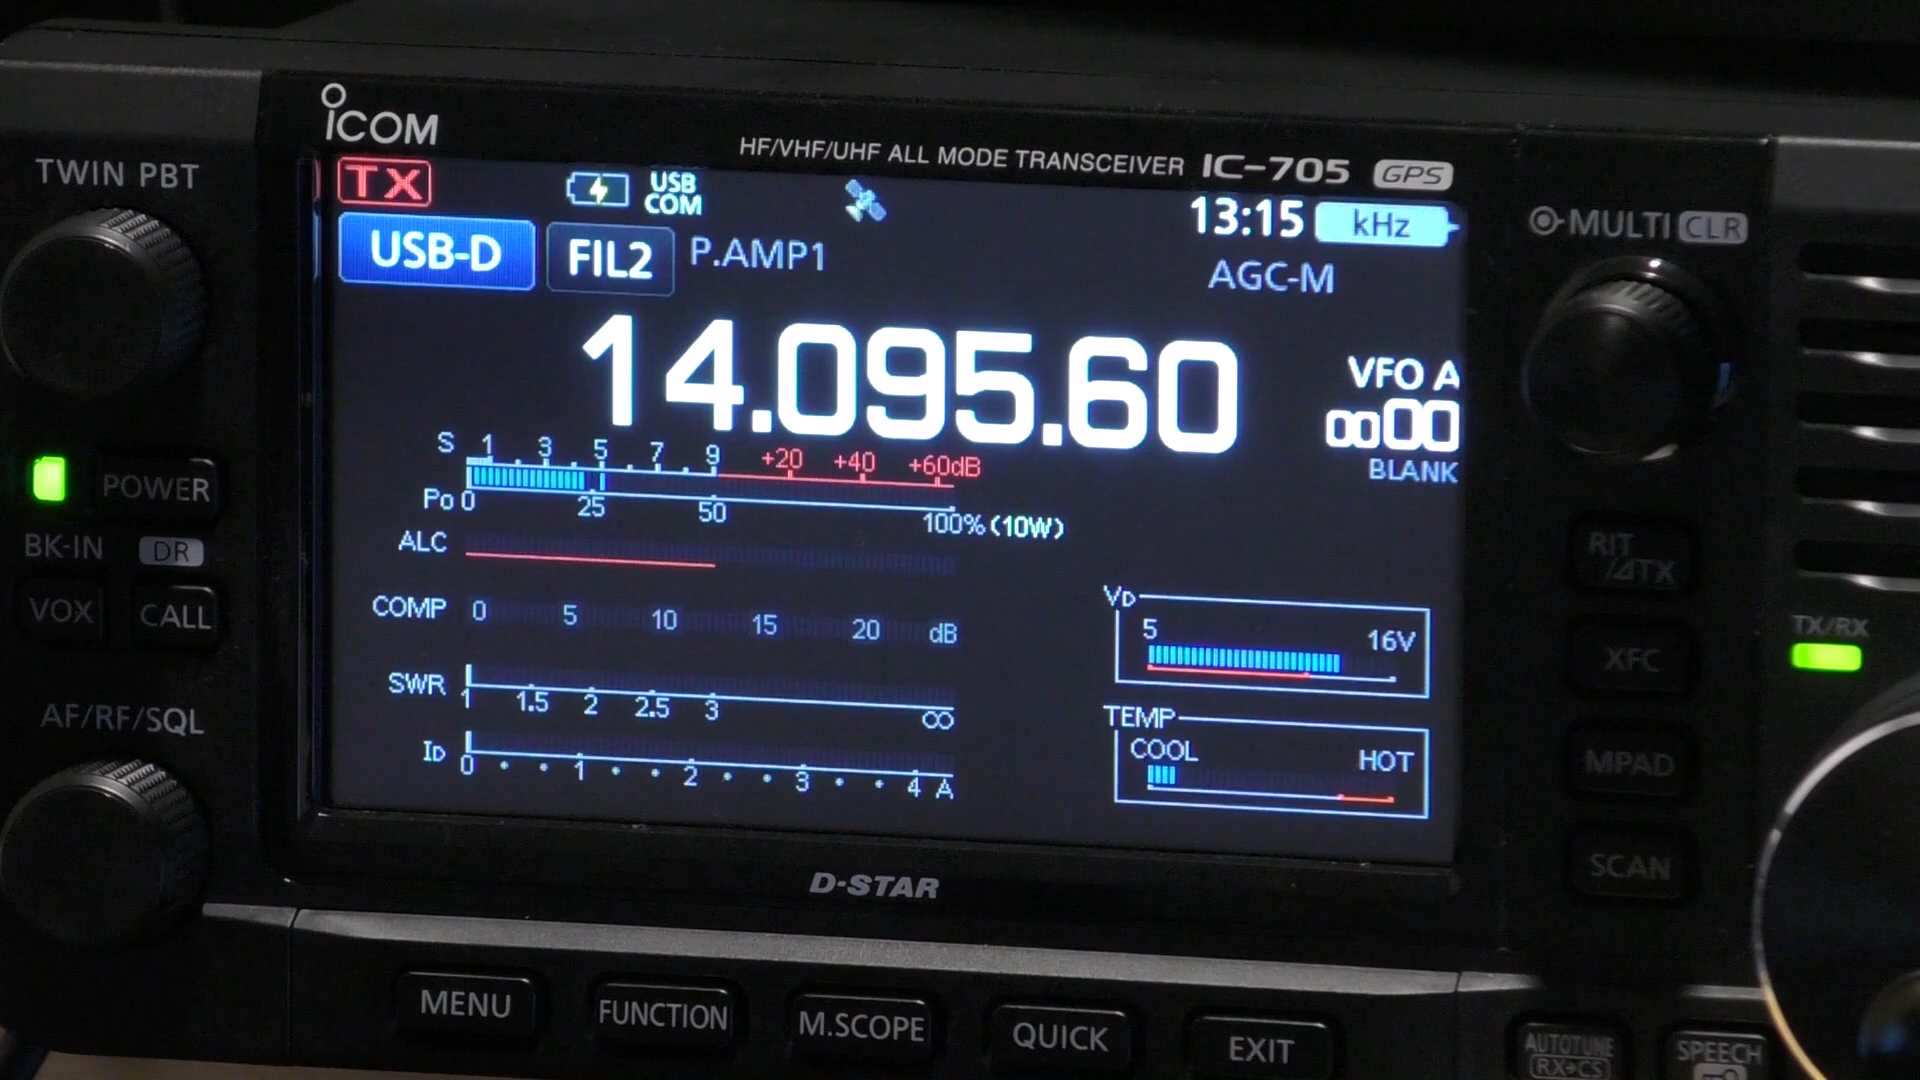 ICOM
HF/VHF/UHF ALL MODE TRANSCEIVER IC-705 GPS
TWIN PBT
TX
USB
COM
13:15 kHz
MULTI CLR
USB-D FIL2 P.AMP1 AGC-M
14.095.60
VFO A
00
BLANK
S 1 3 5 7 9 +20 +40 +60dB
Po 0 25 50 100% (10W)
POWER
ALC
BK-IN DR
VOX CALL
COMP 0 5 10 15 20 dB
VD
5 16V
RIT
/⊿TX
TX/RX
XFC
SWR 1 1.5 2 2.5 3 ∞
AF/RF/SQL
ID 0 1 2 3 4 A
TEMP
COOL HOT
MPAD
SCAN
D-STAR
MENU FUNCTION M.SCOPE QUICK EXIT
AUTOTUNE
RX→CS
SPEECH